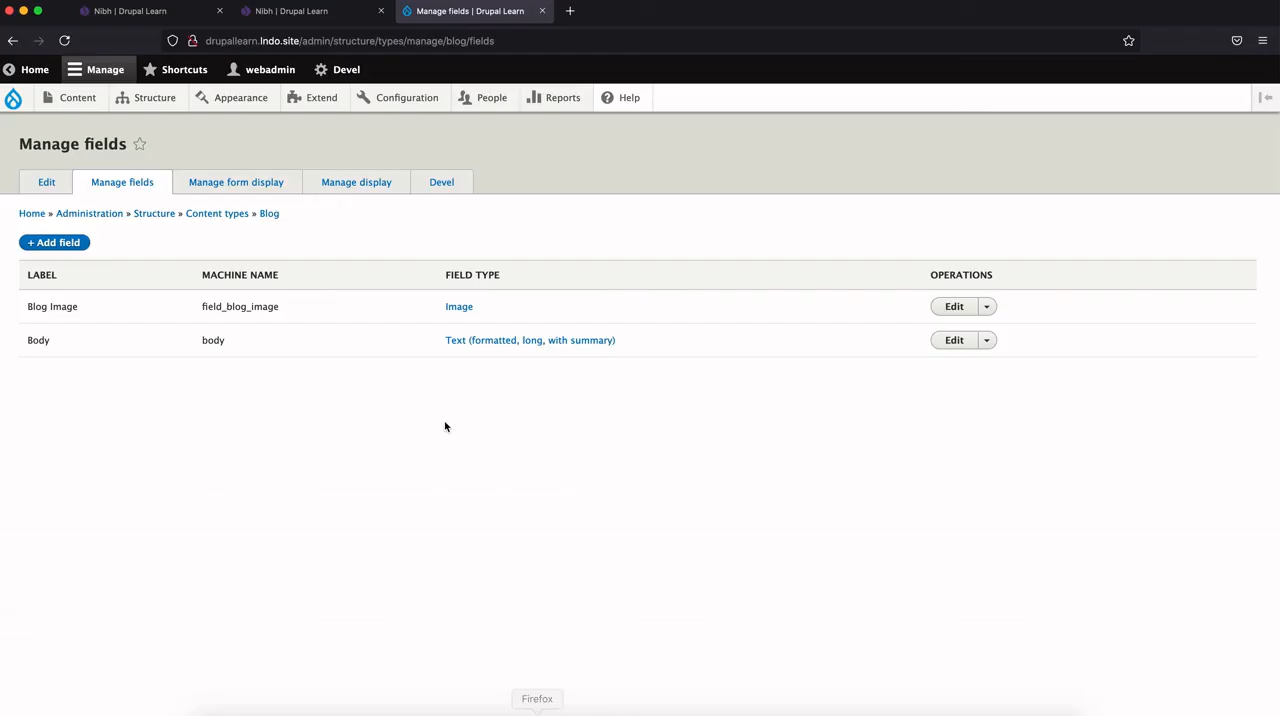 Nibh | Drupal Learn
Nibh | Drupal Learn
Manage fields | Drupal Learn
drupallearn.lndo.site/admin/structure/types/manage/blog/fields
Home
Manage
Shortcuts
webadmin
Devel
Content
Structure
Appearance
Extend
Configuration
People
Reports
Help
Manage fields
Edit
Manage fields
Manage form display
Manage display
Devel
Home » Administration » Structure » Content types » Blog
+ Add field
LABEL MACHINE NAME FIELD TYPE OPERATIONS
Blog Image field_blog_image Image Edit
Body body Text (formatted, long, with summary) Edit
Firefox